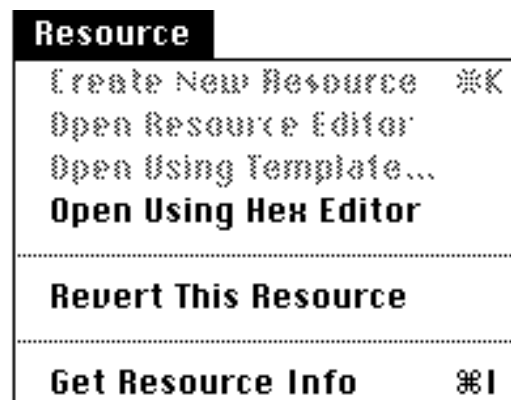 Resource
Create New Resource ⌘K
Open Resource Editor
Open Using Template...
Open Using Hex Editor
Revert This Resource
Get Resource Info ⌘I